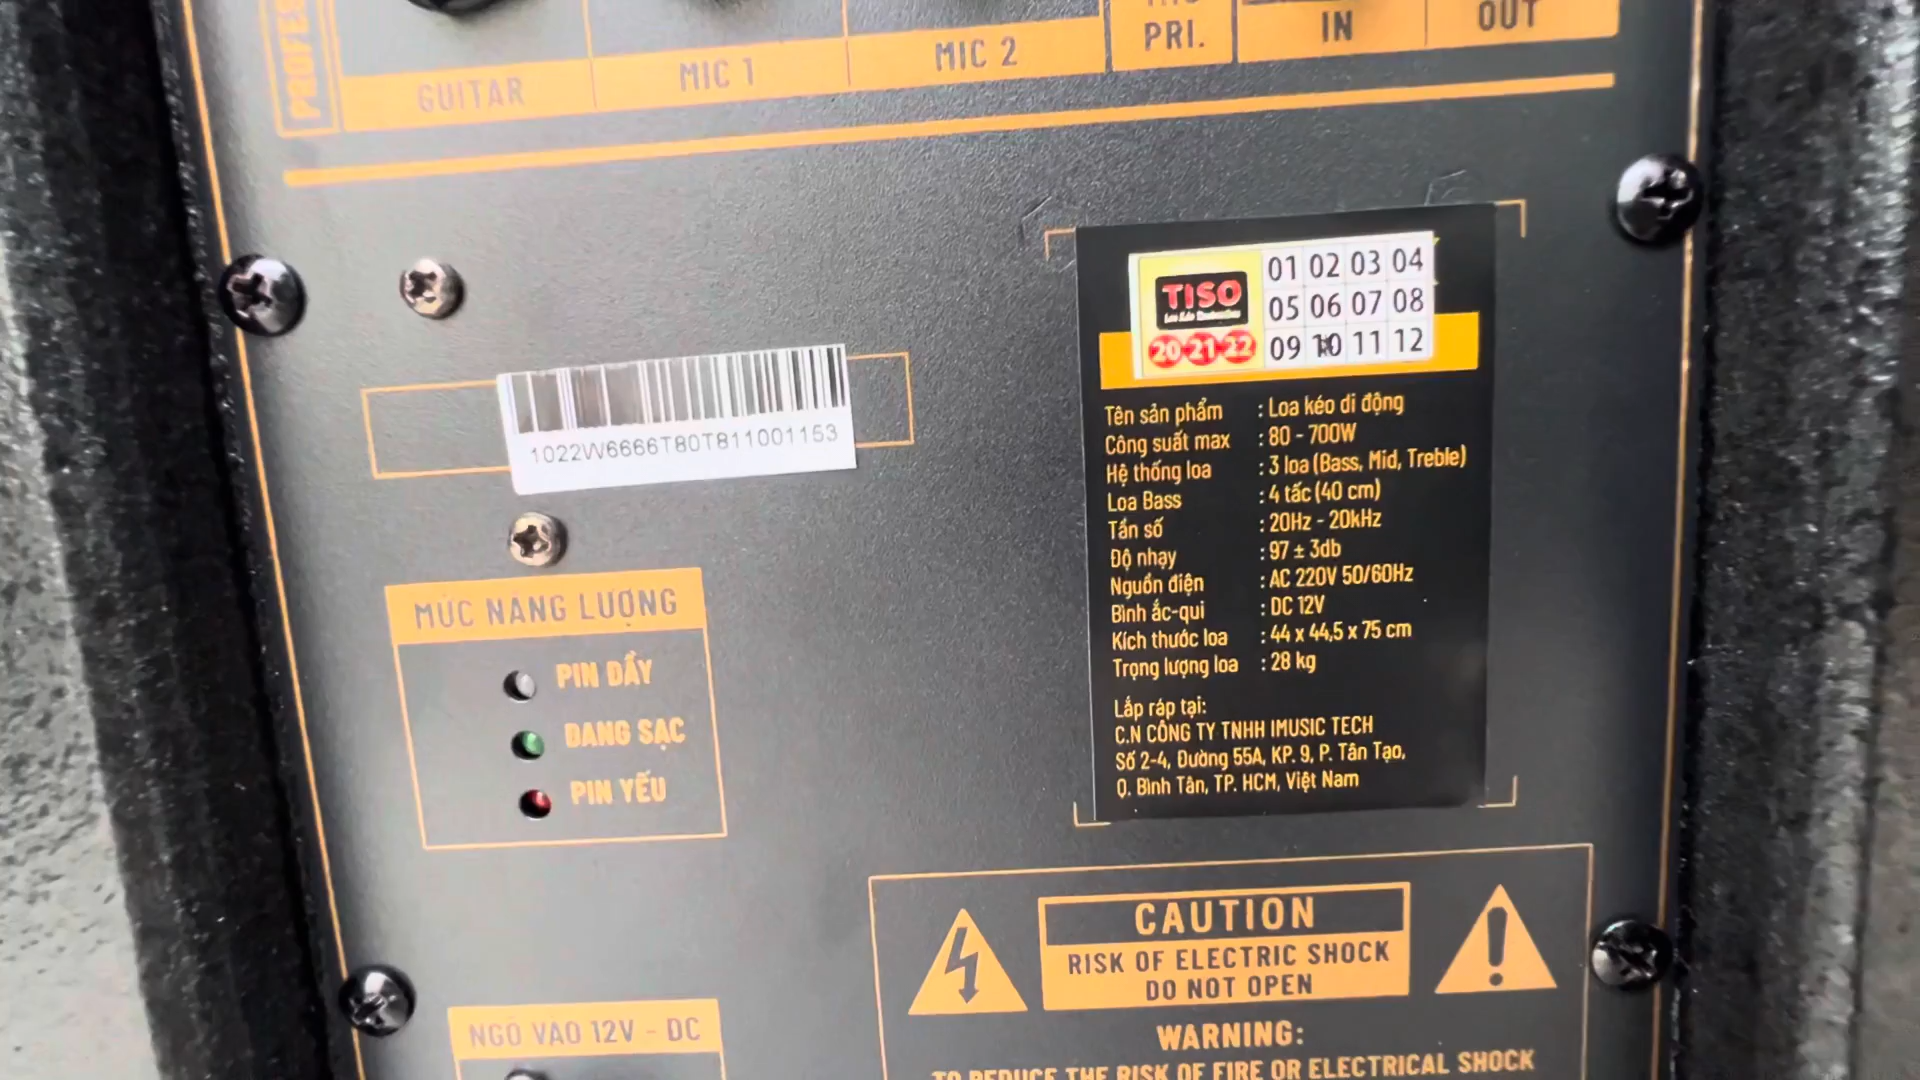 PROFES
GUITAR
MIC 1
MIC 2
PRI.
IN
OUT
TISO
01 02 03 04
05 06 07 08
20 21 22
09 10 11 12
1022W6666T80T811001153
Tên sản phẩm : Loa kéo di động
Công suất max : 80 - 700W
Hệ thống loa : 3 loa (Bass, Mid, Treble)
Loa Bass : 4 tấc (40 cm)
Tần số : 20Hz - 20kHz
Độ nhạy : 97 ± 3db
Nguồn điện : AC 220V 50/60Hz
Bình ắc-qui : DC 12V
Kích thước loa : 44 x 44,5 x 75 cm
Trọng lượng loa : 28 kg
Lắp ráp tại:
C.N CÔNG TY TNHH IMUSIC TECH
Số 2-4, Đường 55A, KP. 9, P. Tân Tạo,
Q. Bình Tân, TP. HCM, Việt Nam
MỨC NĂNG LƯỢNG
PIN ĐẦY
ĐANG SẠC
PIN YẾU
NGÕ VÀO 12V - DC
CAUTION
RISK OF ELECTRIC SHOCK
DO NOT OPEN
WARNING:
TO REDUCE THE RISK OF FIRE OR ELECTRICAL SHOCK